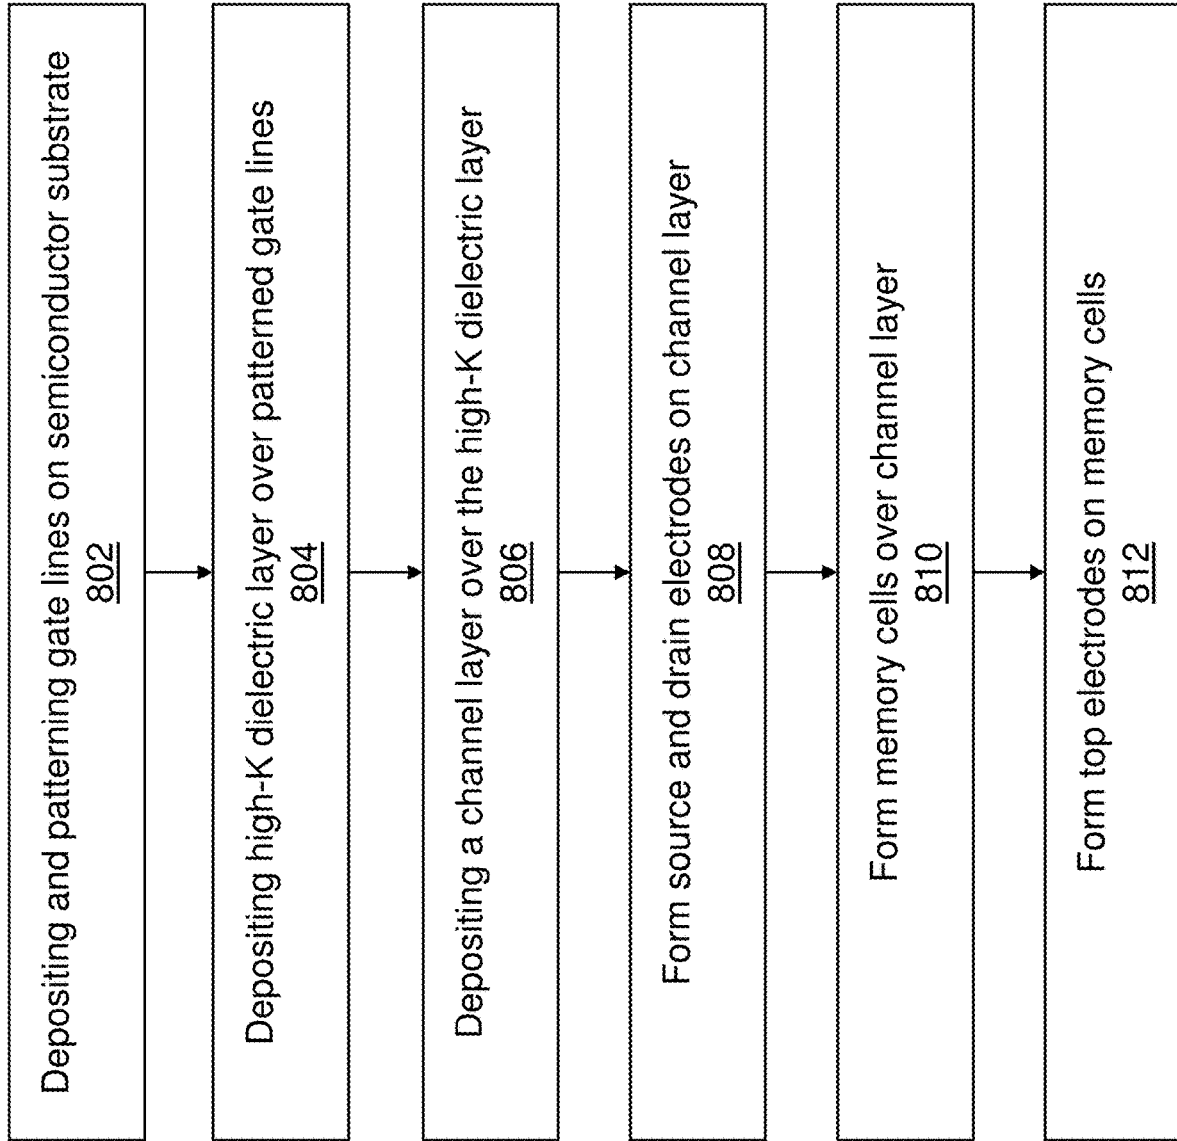 Depositing and patterning gate lines on semiconductor substrate
802
Depositing high-K dielectric layer over patterned gate lines
804
Depositing a channel layer over the high-K dielectric layer
806
Form source and drain electrodes on channel layer
808
Form memory cells over channel layer
810
Form top electrodes on memory cells
812